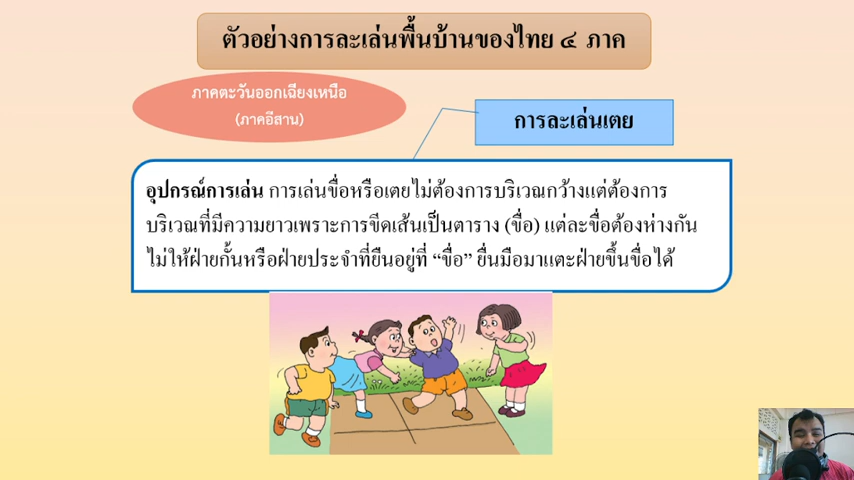 ตัวอย่างการละเล่นพื้นบ้านของไทย ๔ ภาค
ภาคตะวันออกเฉียงเหนือ
(ภาคอีสาน)
การละเล่นเตย
อุปกรณ์การเล่น การเล่นขื่อหรือเตยไม่ต้องการบริเวณกว้างแต่ต้องการ
บริเวณที่มีความยาวเพราะการขีดเส้นเป็นตาราง (ขื่อ) แต่ละขื่อต้องห่างกัน
ไม่ให้ฝ่ายกั้นหรือฝ่ายประจำที่ยืนอยู่ที่ “ขื่อ” ยื่นมือมาแตะฝ่ายขึ้นขื่อได้